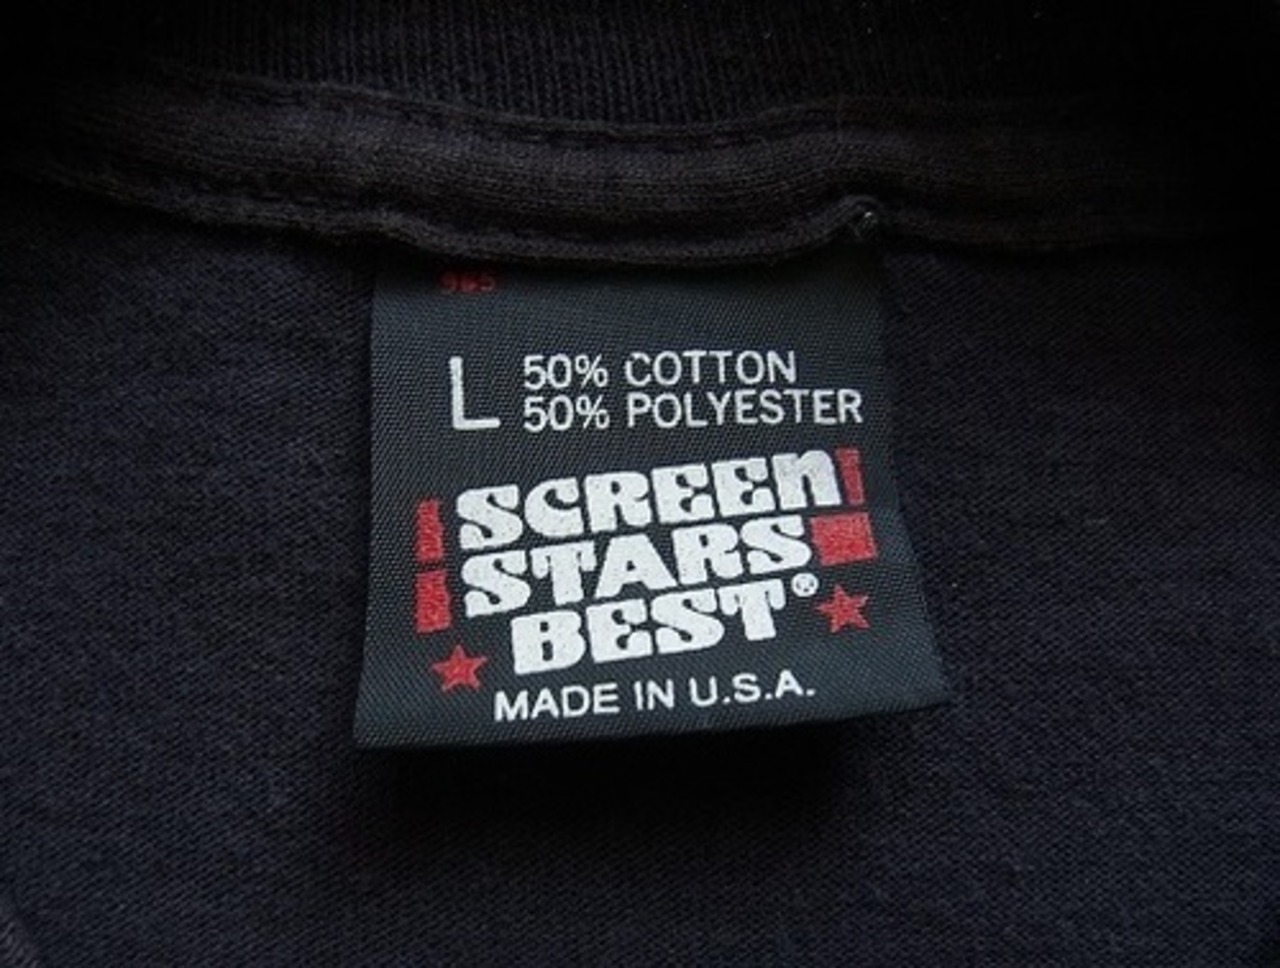 L 50% COTTON
50% POLYESTER
SCREEN
STARS
BEST®
MADE IN U.S.A.